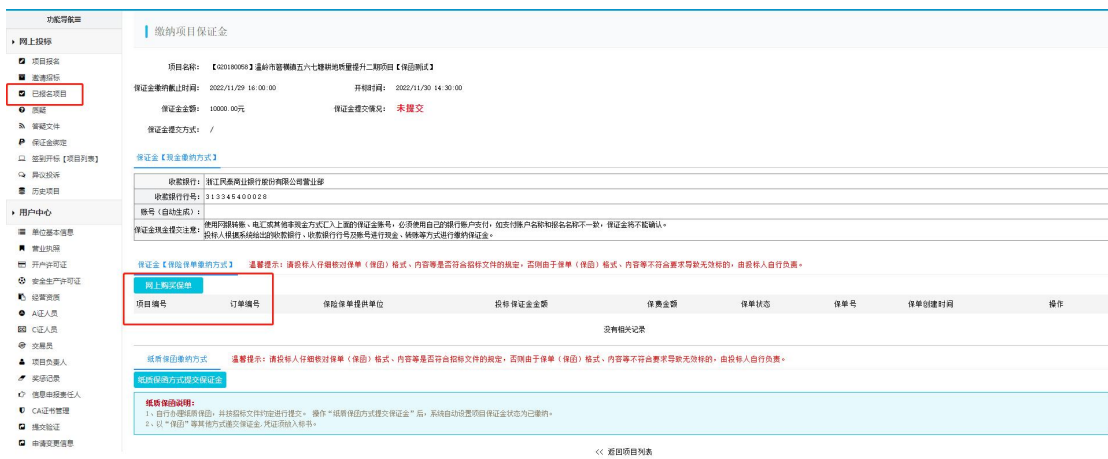 功能导航☰
网上投标
项目报名
邀请招标
已报名项目
质疑
答疑文件
保证金绑定
签到开标【项目列表】
异议投诉
历史项目
用户中心
单位基本信息
营业执照
开户许可证
安全生产许可证
经营资质
A证人员
C证人员
交易员
项目负责人
奖惩记录
信息申报责任人
CA证书管理
提交验证
申请变更信息
缴纳项目保证金
项目名称: 【G20180058】温岭市箬横镇五六七塘耕地质量提升二期项目【保函测试】
保证金缴纳截止时间: 2022/11/29 16:00:00 开标时间: 2022/11/30 14:30:00
保证金金额: 10000.00元 保证金提交情况: 未提交
保证金提交方式: /
保证金【现金缴纳方式】
收款银行: 浙江民泰商业银行股份有限公司营业部
收款银行行号: 313345400028
账号(自动生成):
保证金现金提交注意: 使用网银转账、电汇或其他非现金方式汇入上面的保证金账号,必须使用自己的银行账户支付,如支付账户名称和报名名称不一致,保证金将不能确认。
投标人根据系统给出的收款银行、收款银行行号及账号进行现金、转账等方式进行缴纳保证金。
保证金【保险保单缴纳方式】 温馨提示:请投标人仔细核对保单(保函)格式、内容等是否符合招标文件的规定,否则由于保单(保函)格式、内容等不符合要求导致无效标的,由投标人自行负责。
网上购买保单
项目编号 订单编号 保险保单提供单位 投标保证金金额 保费金额 保单状态 保单号 保单创建时间 操作
没有相关记录
纸质保函缴纳方式 温馨提示:请投标人仔细核对保单(保函)格式、内容等是否符合招标文件的规定,否则由于保单(保函)格式、内容等不符合要求导致无效标的,由投标人自行负责。
纸质保函方式提交保证金
纸质保函说明:
1、自行办理纸质保函,并按招标文件约定进行提交。 操作“纸质保函方式提交保证金”后,系统自动设置项目保证金状态为已缴纳。
2、以“保函”等其他方式递交保证金,凭证须放入标书。
<< 返回项目列表